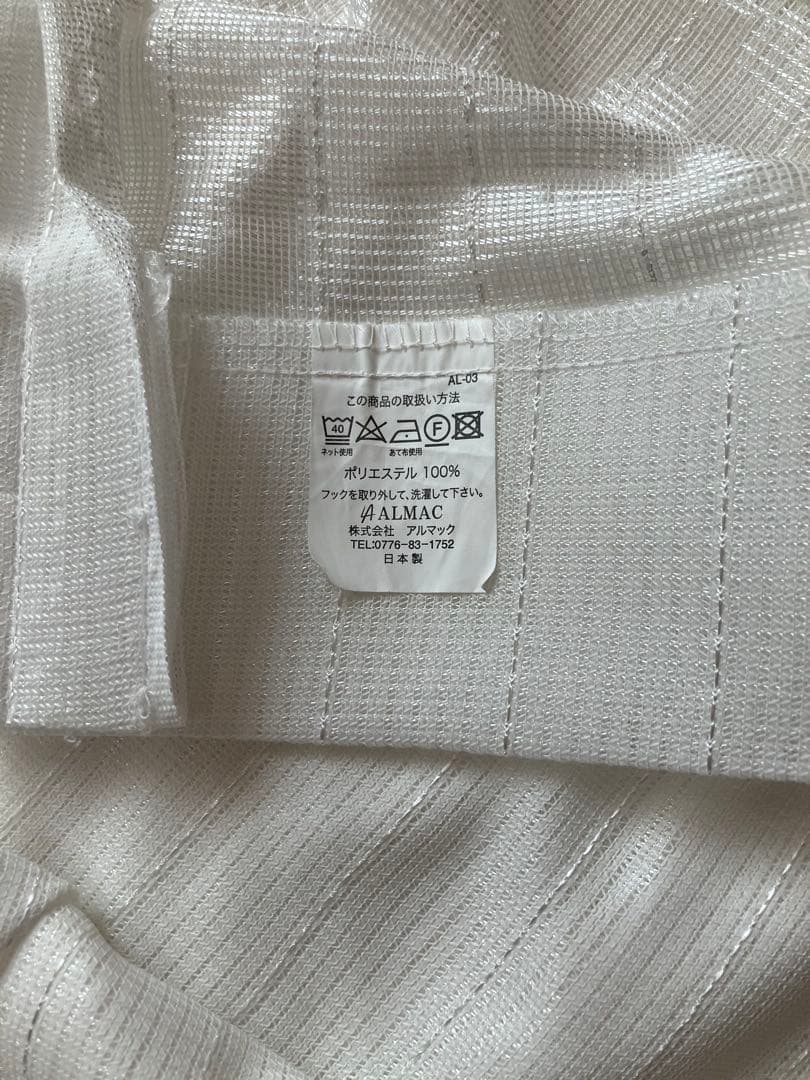 AL-03
この商品の取扱い方法
40 F
ネット使用 あて布使用
ポリエステル 100%
フックを取り外して、洗濯して下さい。
ALMAC
株式会社 アルマック
TEL:0776-83-1752
日本製